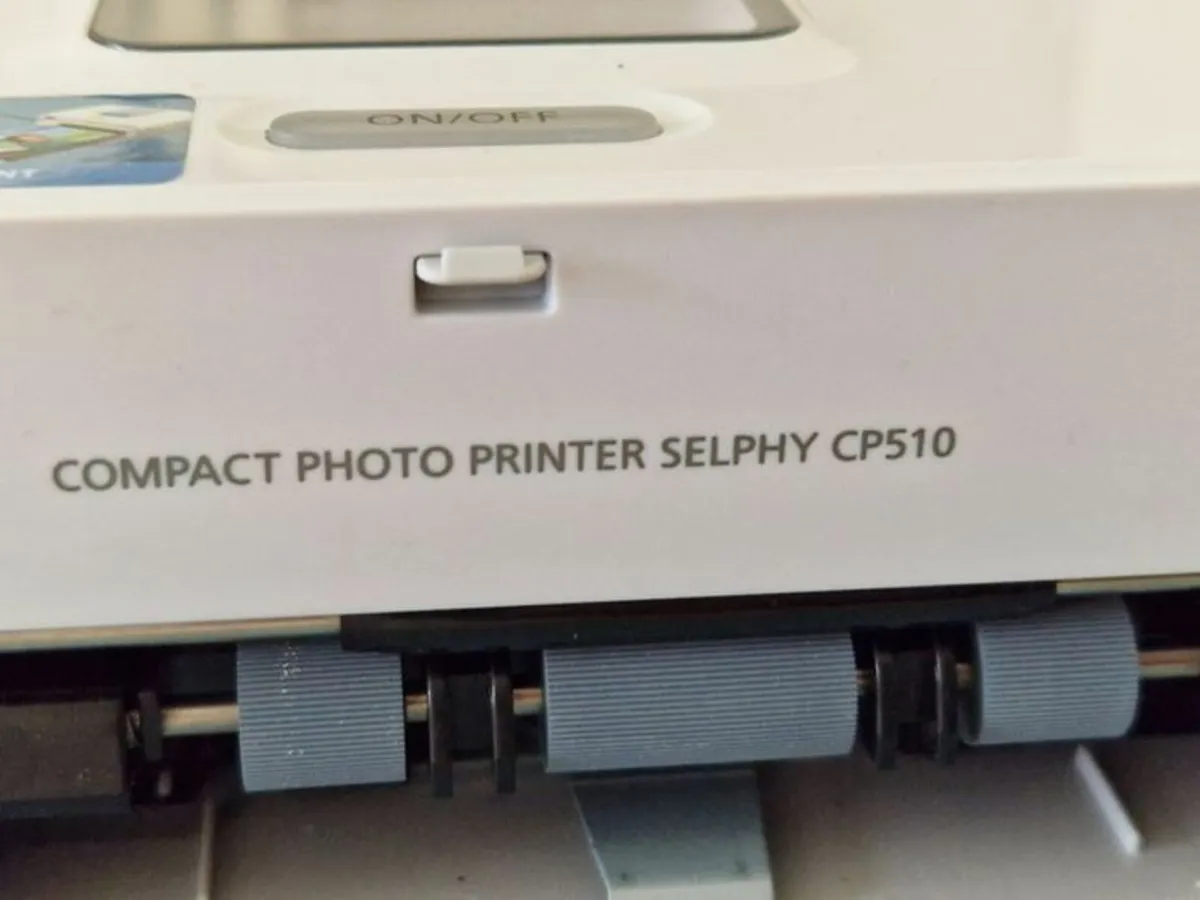 ON/OFF
COMPACT PHOTO PRINTER SELPHY CP510